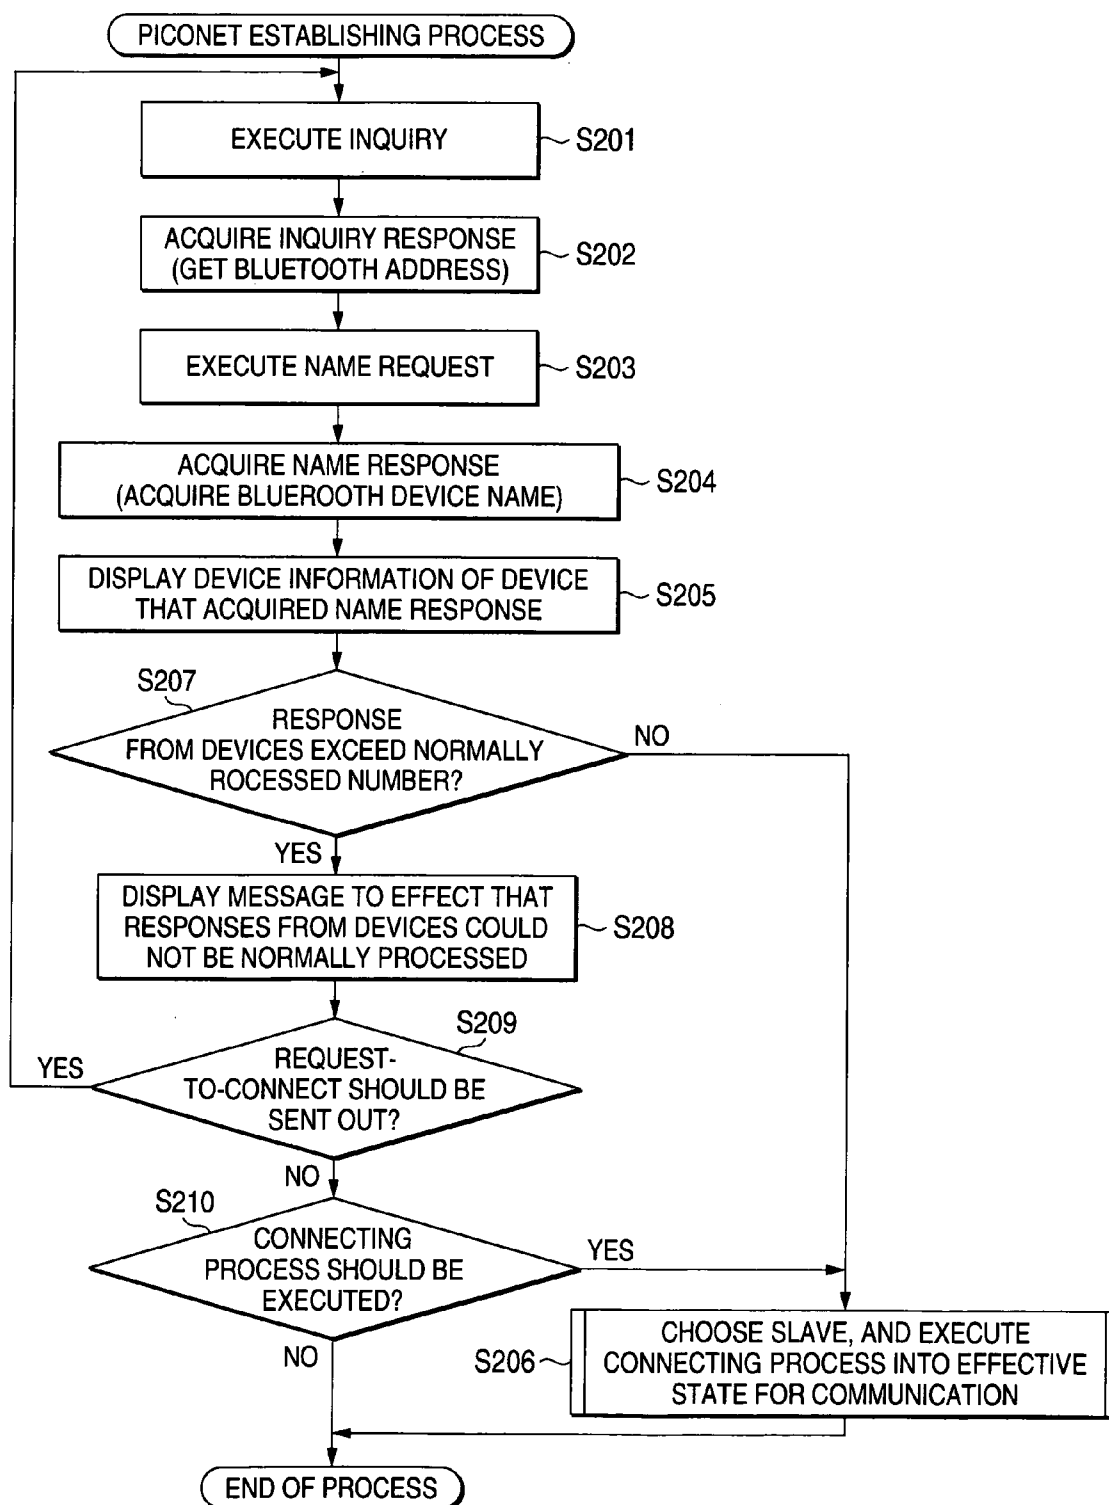 PICONET ESTABLISHING PROCESS
EXECUTE INQUIRY
S201
ACQUIRE INQUIRY RESPONSE
(GET BLUETOOTH ADDRESS)
S202
EXECUTE NAME REQUEST
S203
ACQUIRE NAME RESPONSE
(ACQUIRE BLUEROOTH DEVICE NAME)
S204
DISPLAY DEVICE INFORMATION OF DEVICE
THAT ACQUIRED NAME RESPONSE
S205
S207
RESPONSE
FROM DEVICES EXCEED NORMALLY
ROCESSED NUMBER?
NO
YES
DISPLAY MESSAGE TO EFFECT THAT
RESPONSES FROM DEVICES COULD
NOT BE NORMALLY PROCESSED
S208
S209
REQUEST-
TO-CONNECT SHOULD BE
SENT OUT?
YES
NO
S210
CONNECTING
PROCESS SHOULD BE
EXECUTED?
YES
NO
S206
CHOOSE SLAVE, AND EXECUTE
CONNECTING PROCESS INTO EFFECTIVE
STATE FOR COMMUNICATION
END OF PROCESS